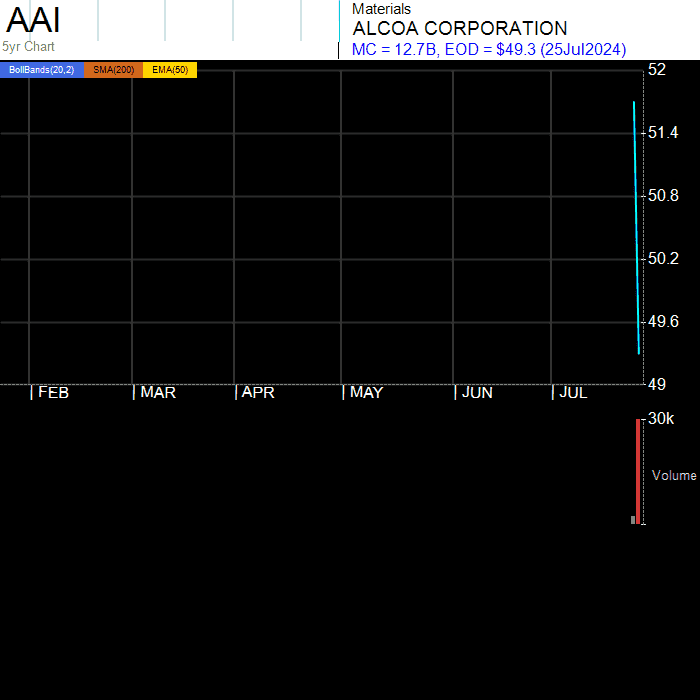 AAI
5yr Chart
Materials
ALCOA CORPORATION
MC = 12.7B, EOD = $49.3 (25Jul2024)
BollBands(20,2) SMA(200) EMA(50)
52
51.4
50.8
50.2
49.6
49
FEB MAR APR MAY JUN JUL
30k
Volume